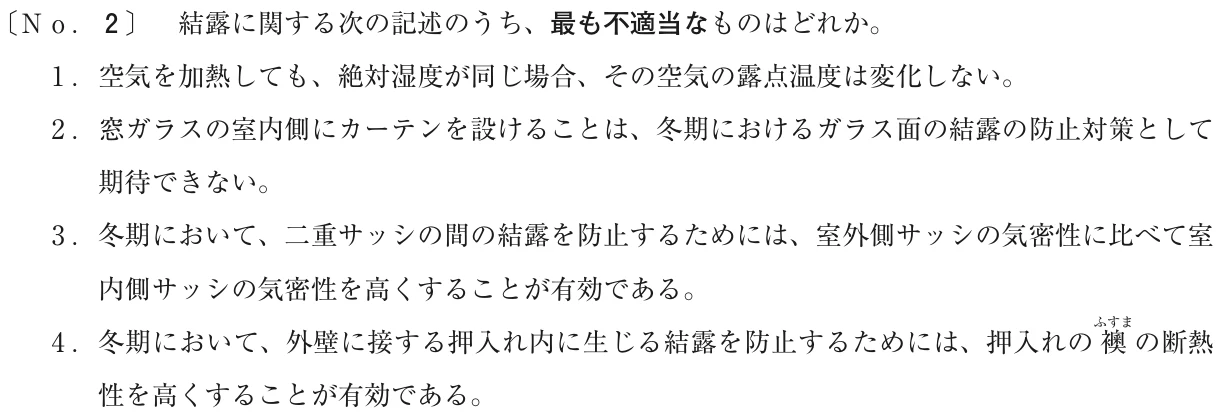 〔Ｎｏ．２〕　結露に関する次の記述のうち、最も不適当なものはどれか。
１．空気を加熱しても、絶対湿度が同じ場合、その空気の露点温度は変化しない。
２．窓ガラスの室内側にカーテンを設けることは、冬期におけるガラス面の結露の防止対策として
期待できない。
３．冬期において、二重サッシの間の結露を防止するためには、室外側サッシの気密性に比べて室
内側サッシの気密性を高くすることが有効である。
ふすま
４．冬期において、外壁に接する押入れ内に生じる結露を防止するためには、押入れの襖の断熱
性を高くすることが有効である。